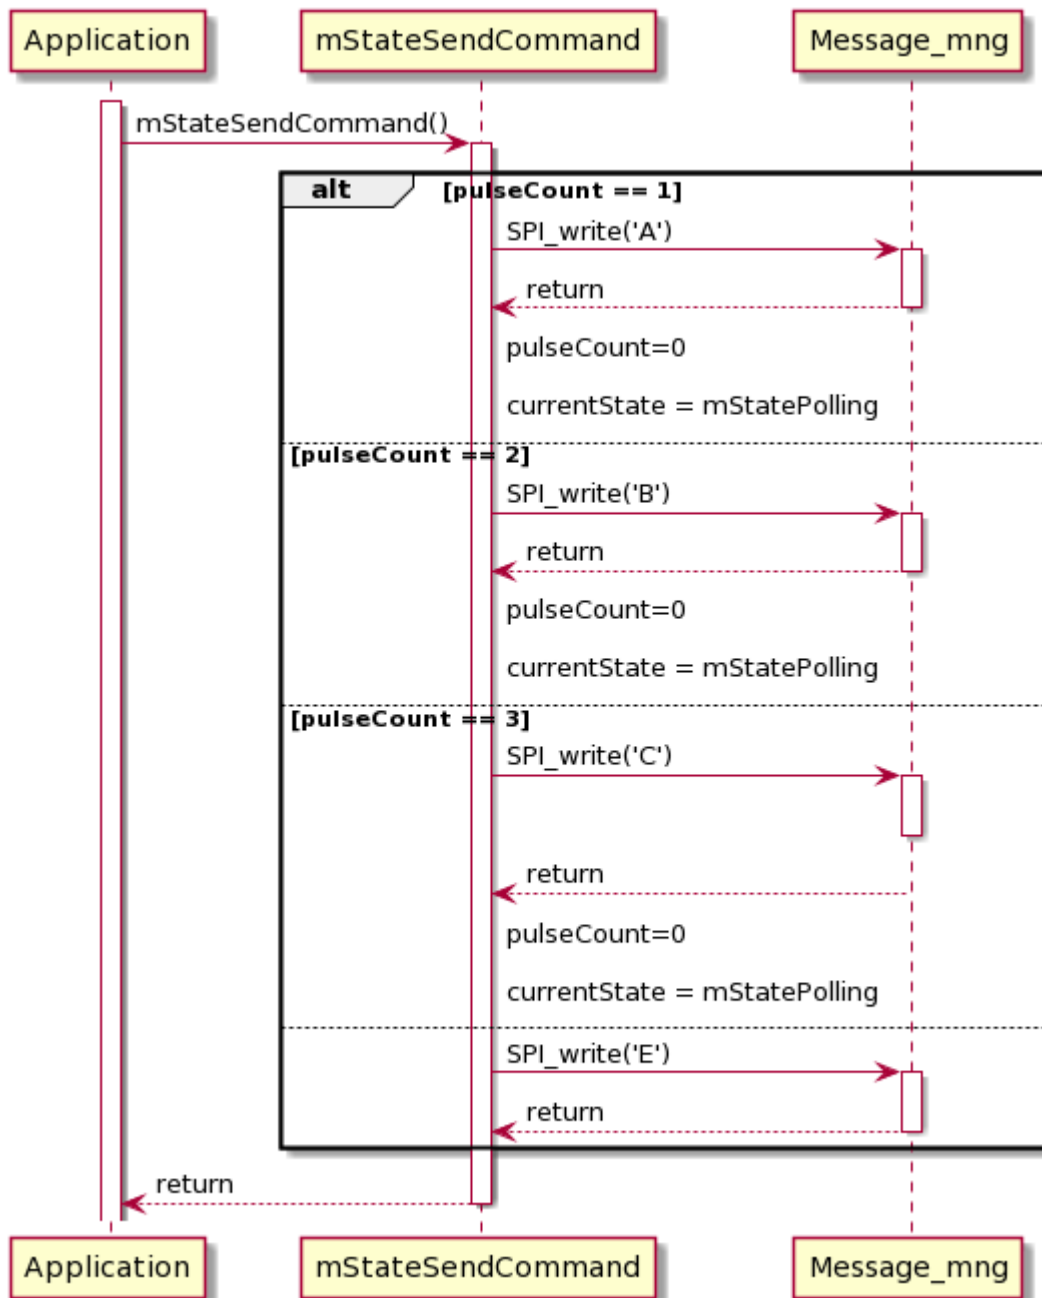 Application mStateSendCommand Message_mng
mStateSendCommand()
alt [pulseCount == 1]
SPI_write('A')
return
pulseCount=0
currentState = mStatePolling
[pulseCount == 2]
SPI_write('B')
return
pulseCount=0
currentState = mStatePolling
[pulseCount == 3]
SPI_write('C')
return
pulseCount=0
currentState = mStatePolling
SPI_write('E')
return
return
Application mStateSendCommand Message_mng